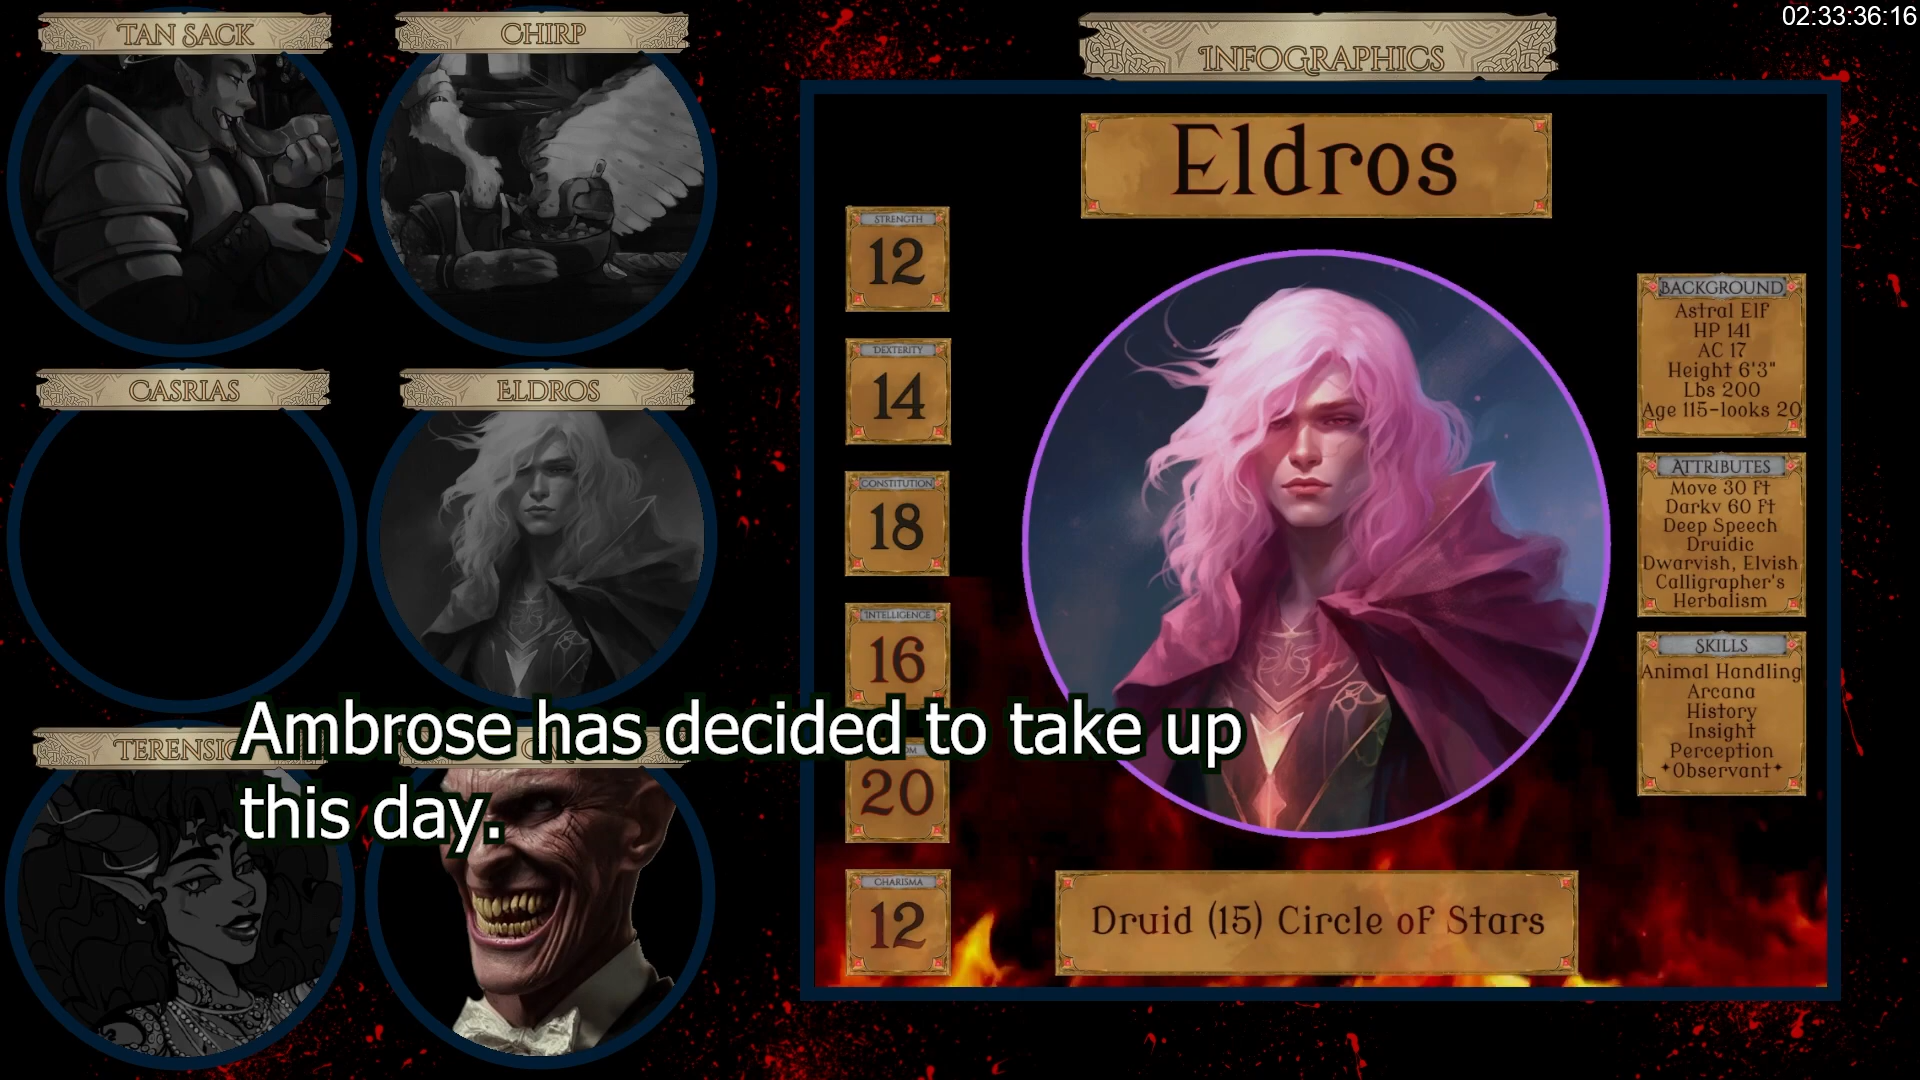 02:33:36:16
TAN SACK
CHIRP
INFOGRAPHICS
Eldros
STRENGTH
12
DEXTERITY
14
CONSTITUTION
18
INTELLIGENCE
16
20
CHARISMA
12
BACKGROUND
Astral Elf
HP 141
AC 17
Height 6'3"
Lbs 200
Age 115-looks 20
ATTRIBUTES
Move 30 ft
Darkv 60 ft
Deep Speech
Druidic
Dwarvish, Elvish
Calligrapher's
Herbalism
SKILLS
Animal Handling
Arcana
History
Insight
Perception
*Observant*
CASRIAS
ELDROS
Ambrose has decided to take up
this day.
Druid (15) Circle of Stars